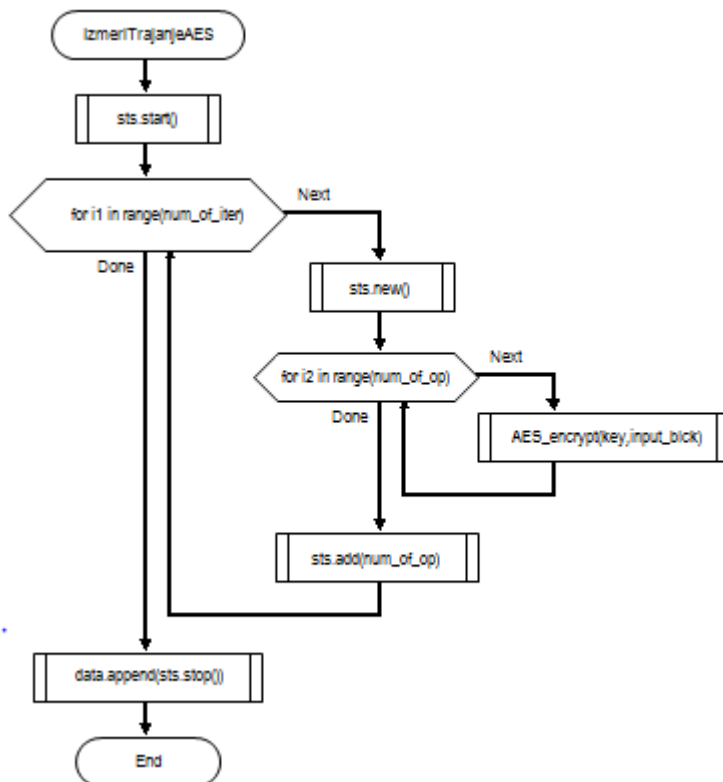 IzmeriTrajanjeAES
sts.start()
for i1 in range(num_of_iter)
Next
Done
sts.new()
for i2 in range(num_of_op)
Next
Done
AES_encrypt(key,input_blck)
sts.add(num_of_op)
data.append(sts.stop())
End